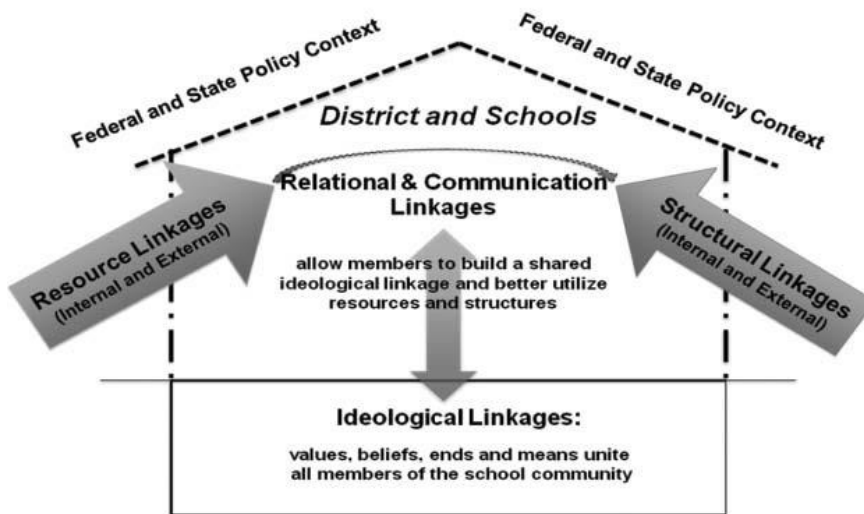 Federal and State Policy Context
Federal and State Policy Context
District and Schools
Relational & Communication
Linkages
Resource Linkages
(Internal and External)
Structural Linkages
(Internal and External)
allow members to build a shared
ideological linkage and better utilize
resources and structures
Ideological Linkages:
values, beliefs, ends and means unite
all members of the school community